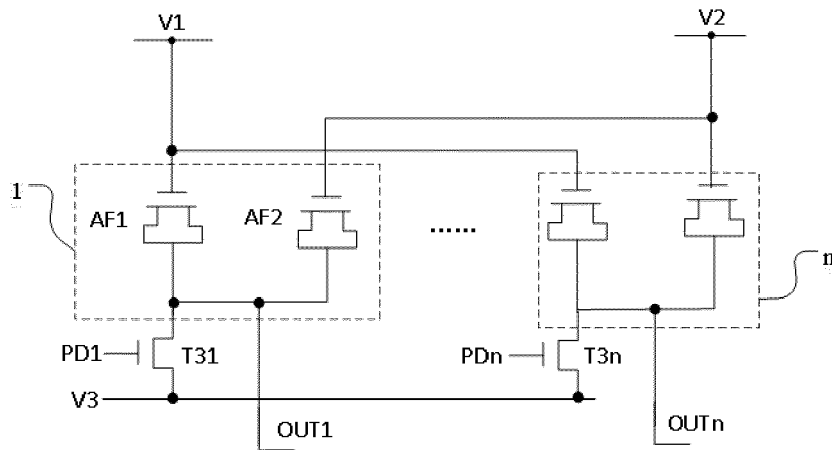 V1
V2
1
AF1
AF2
......
n
PD1
T31
PDn
T3n
V3
OUT1
OUTn